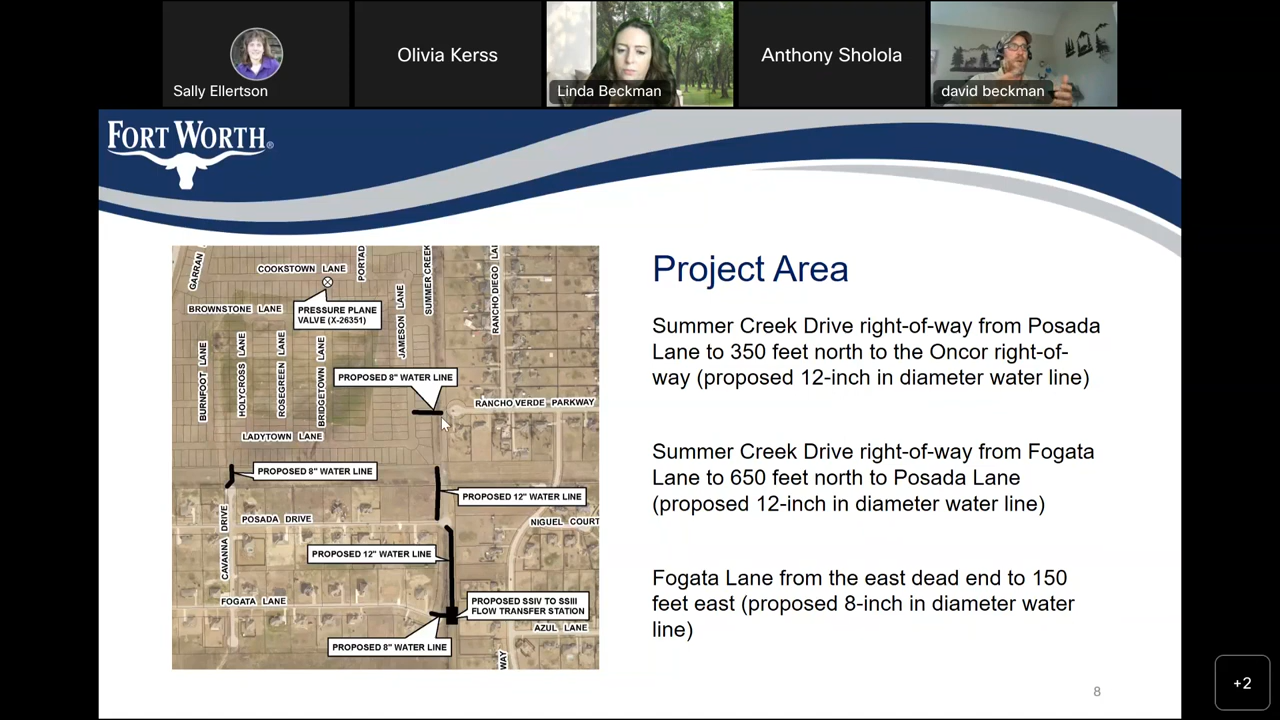 Sally Ellertson
Olivia Kerss
Linda Beckman
Anthony Sholola
david beckman
FORT WORTH®
Project Area
Summer Creek Drive right-of-way from Posada
Lane to 350 feet north to the Oncor right-of-
way (proposed 12-inch in diameter water line)
Summer Creek Drive right-of-way from Fogata
Lane to 650 feet north to Posada Lane
(proposed 12-inch in diameter water line)
Fogata Lane from the east dead end to 150
feet east (proposed 8-inch in diameter water
line)
GARRAN
COOKSTOWN LANE
PORTAD
SUMMER CREEK
RANCHO DIEGO LA
BROWNSTONE LANE
PRESSURE PLANE
VALVE (X-26351)
JAMESON LANE
BURNFOOT LANE
HOLYCROSS LANE
ROSEGREEN LANE
BRIDGETOWN LANE
PROPOSED 8" WATER LINE
RANCHO VERDE PARKWAY
LADYTOWN LANE
PROPOSED 8" WATER LINE
PROPOSED 12" WATER LINE
CAVANNA DRIVE
POSADA DRIVE
NIGUEL COURT
PROPOSED 12" WATER LINE
FOGATA LANE
PROPOSED SSIV TO SSIII
FLOW TRANSFER STATION
AZUL LANE
PROPOSED 8" WATER LINE
WAY
8
+2